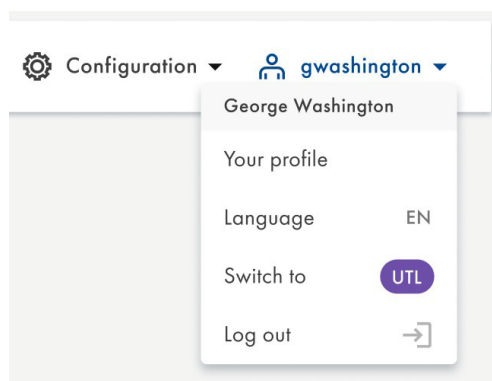 Configuration gwashington
George Washington
Your profile
Language EN
Switch to UTL
Log out